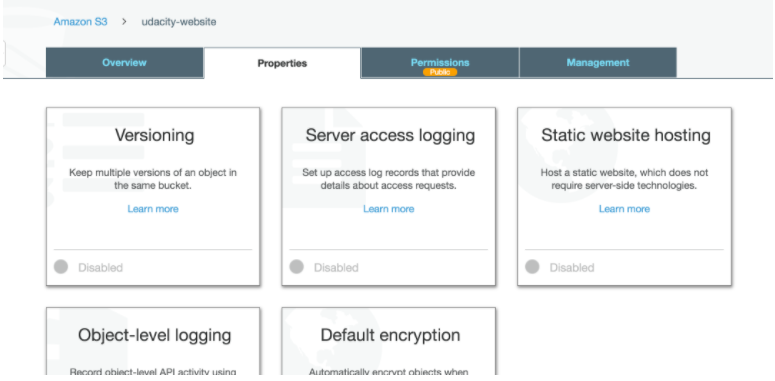 Amazon S3 > udacity-website
Overview Properties Permissions Management
Public
Versioning
Keep multiple versions of an object in
the same bucket.
Learn more
Disabled
Server access logging
Set up access log records that provide
details about access requests.
Learn more
Disabled
Static website hosting
Host a static website, which does not
require server-side technologies.
Learn more
Disabled
Object-level logging
Record object-level API activity using
Default encryption
Automatically encrypt objects when